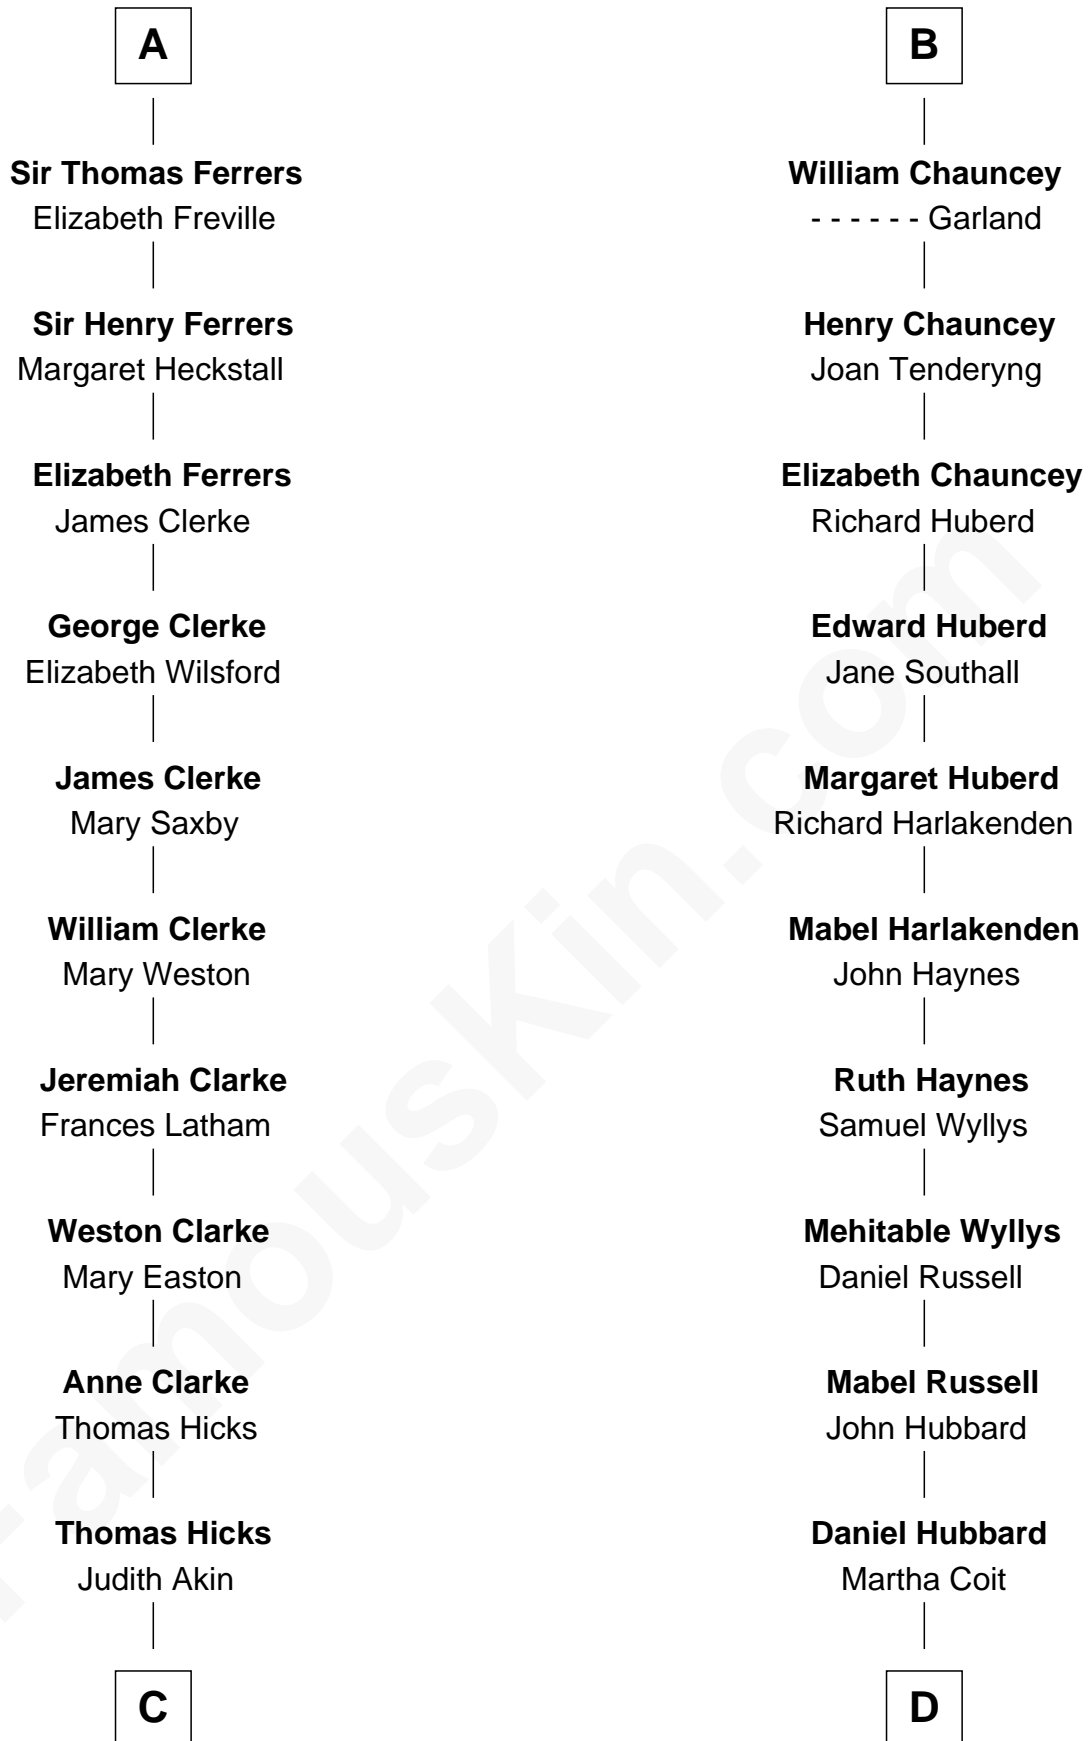 A
Sir Thomas Ferrers
Elizabeth Freville
Sir Henry Ferrers
Margaret Heckstall
Elizabeth Ferrers
James Clerke
George Clerke
Elizabeth Wilsford
James Clerke
Mary Saxby
William Clerke
Mary Weston
Jeremiah Clarke
Frances Latham
Weston Clarke
Mary Easton
Anne Clarke
Thomas Hicks
Thomas Hicks
Judith Akin
C
B
William Chauncey
- - - - - - Garland
Henry Chauncey
Joan Tenderyng
Elizabeth Chauncey
Richard Huberd
Edward Huberd
Jane Southall
Margaret Huberd
Richard Harlakenden
Mabel Harlakenden
John Haynes
Ruth Haynes
Samuel Wyllys
Mehitable Wyllys
Daniel Russell
Mabel Russell
John Hubbard
Daniel Hubbard
Martha Coit
D
FamousKin.com